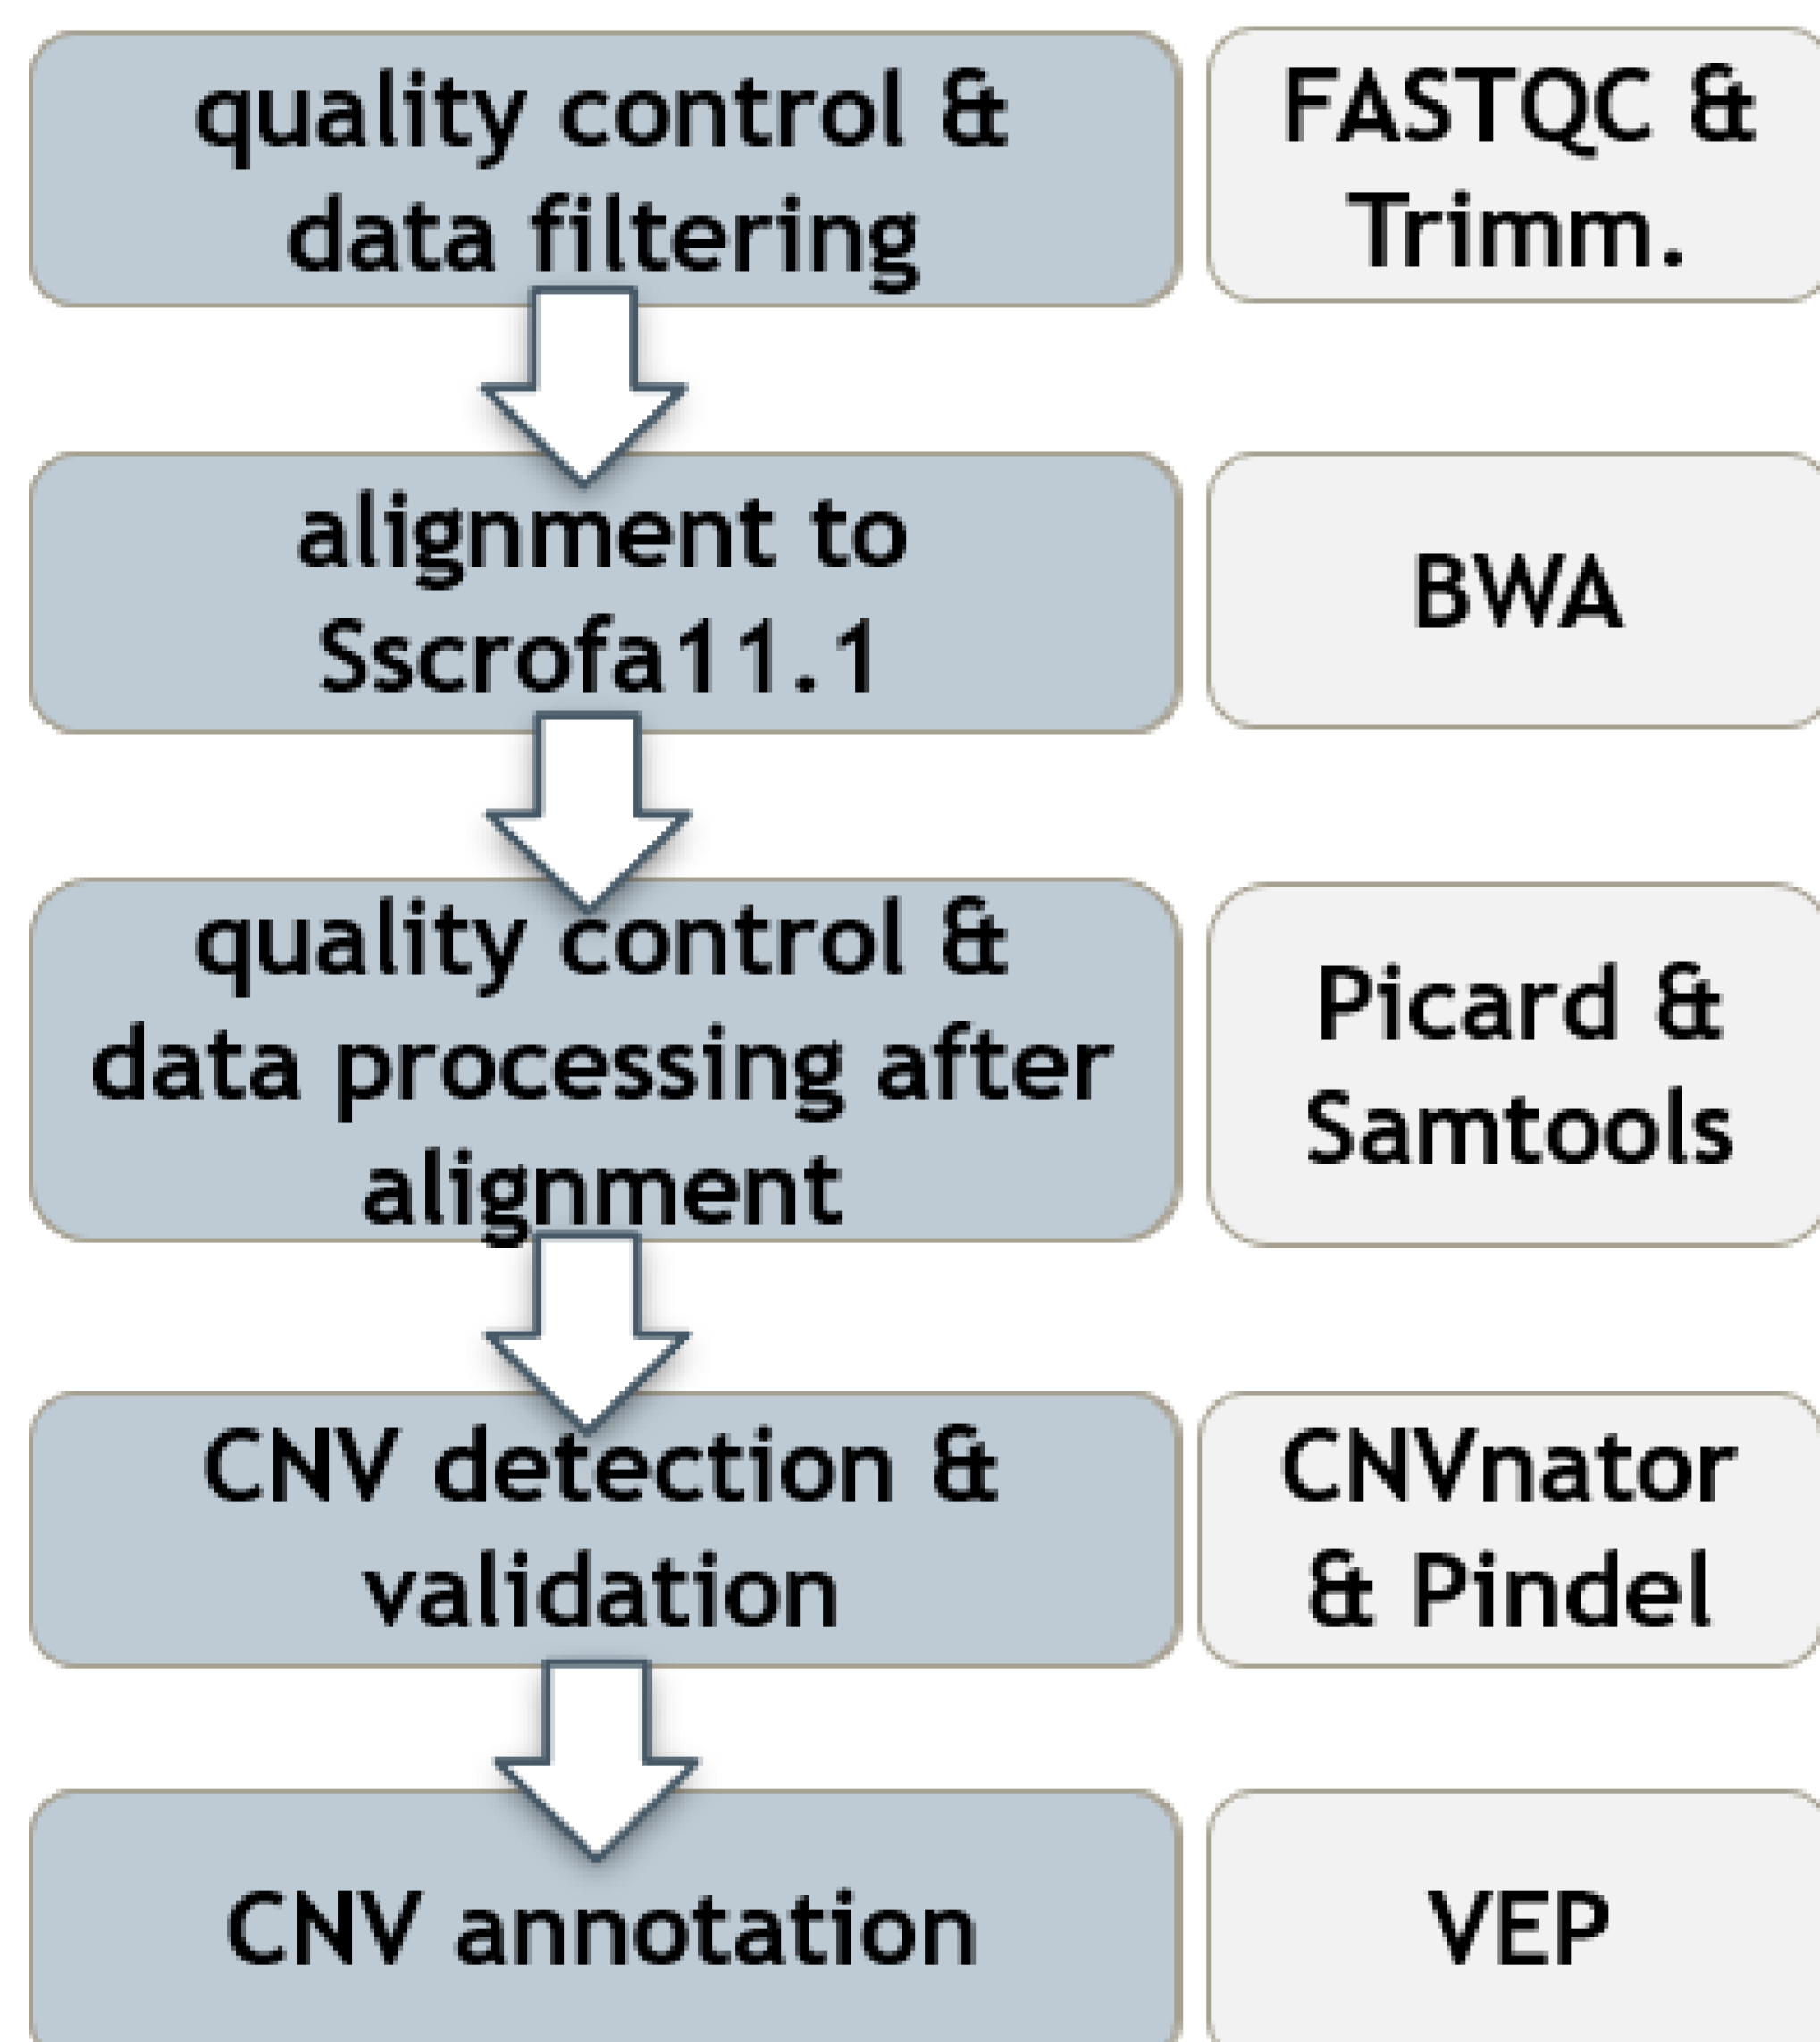 quality control &
data filtering
FASTQC &
Trimm.
alignment to
Sscrofa11.1
BWA
quality control &
data processing after
alignment
Picard &
Samtools
CNV detection &
validation
CNVnator
& Pindel
CNV annotation
VEP